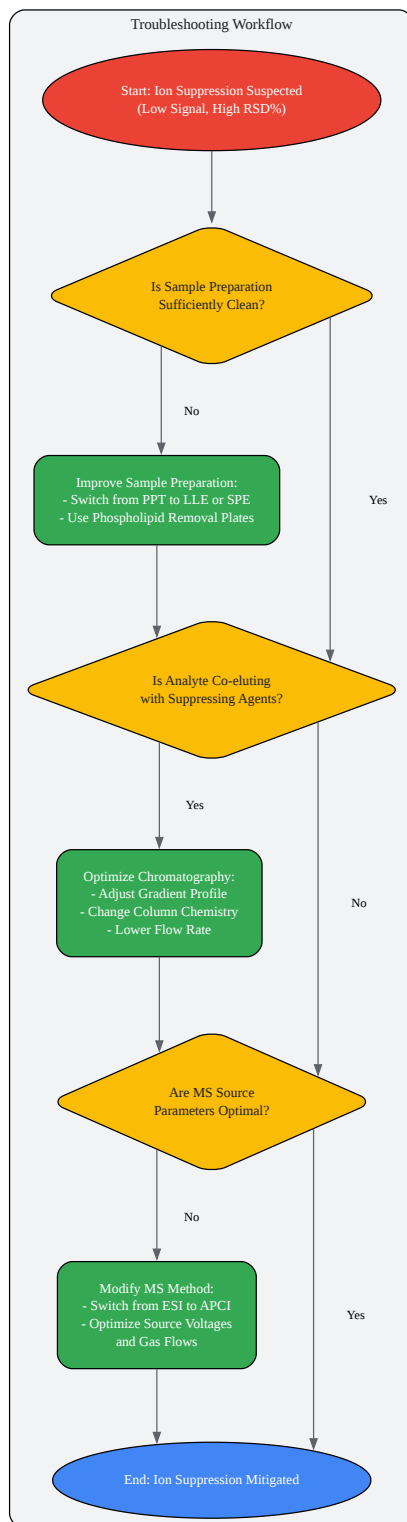 Troubleshooting Workflow
Start: Ion Suppression Suspected
(Low Signal, High RSD%)
Is Sample Preparation
Sufficiently Clean?
No
Improve Sample Preparation:
- Switch from PPT to LLE or SPE
- Use Phospholipid Removal Plates
Yes
Is Analyte Co-eluting
with Suppressing Agents?
Yes
Optimize Chromatography:
- Adjust Gradient Profile
- Change Column Chemistry
- Lower Flow Rate
No
Are MS Source
Parameters Optimal?
No
Modify MS Method:
- Switch from ESI to APCI
- Optimize Source Voltages
and Gas Flows
Yes
End: Ion Suppression Mitigated